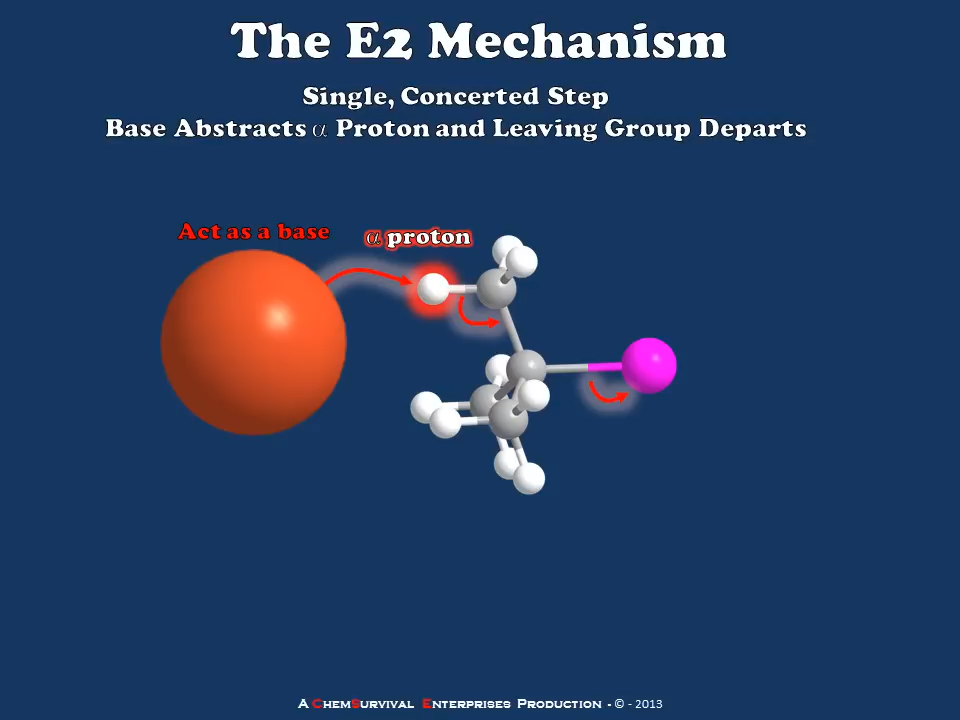 The E2 Mechanism
Single, Concerted Step
Base Abstracts α Proton and Leaving Group Departs
Act as a base
α proton
A ChemSurvival Enterprises Production - © - 2013